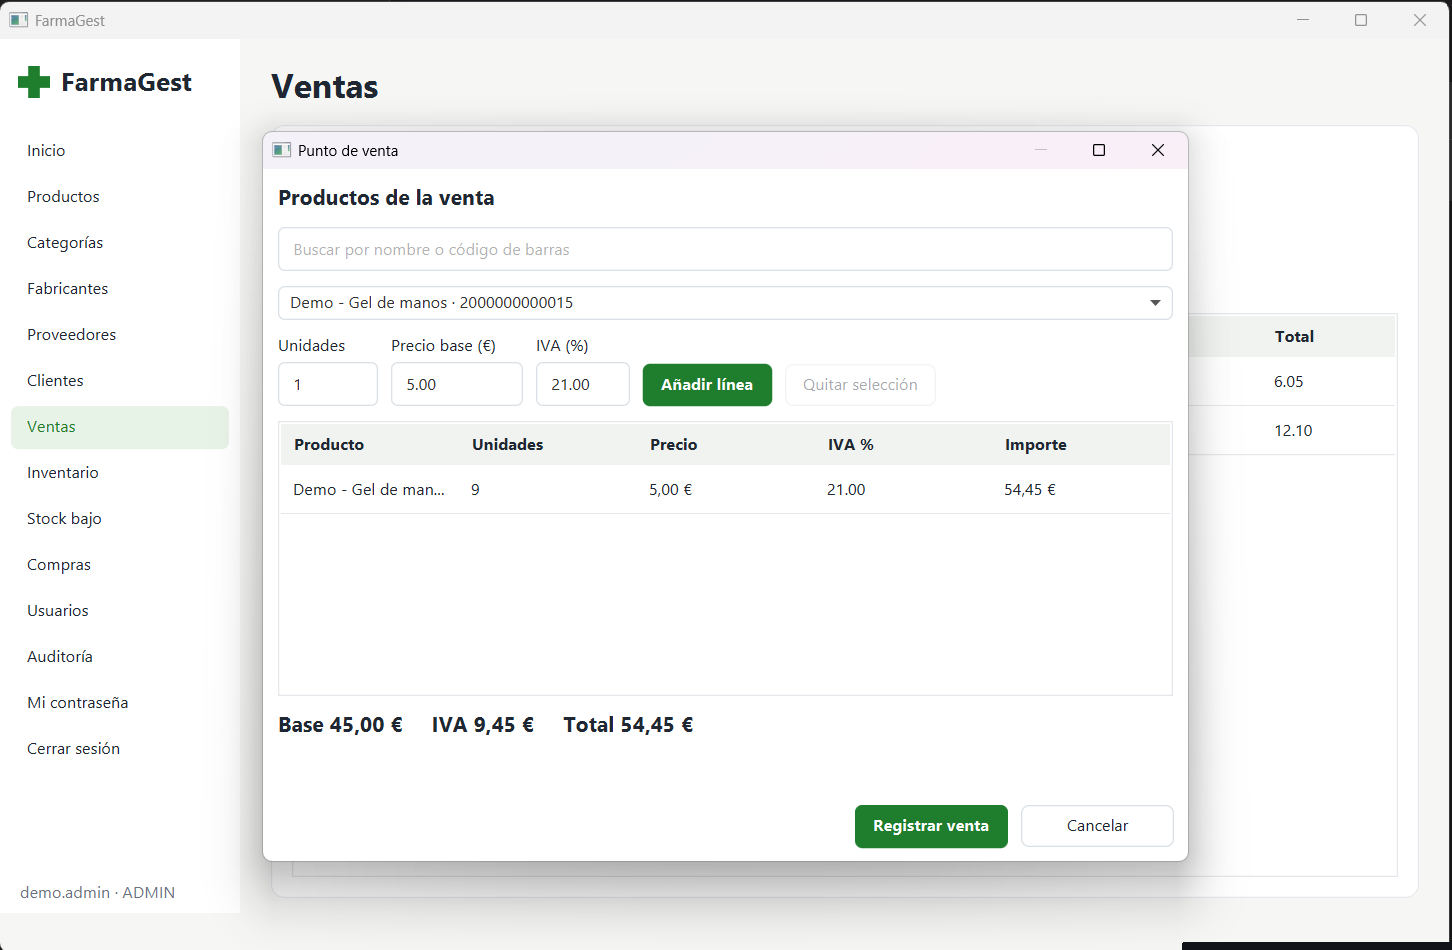 FarmaGest
FarmaGest
Inicio
Productos
Categorías
Fabricantes
Proveedores
Clientes
Ventas
Inventario
Stock bajo
Compras
Usuarios
Auditoría
Mi contraseña
Cerrar sesión
demo.admin · ADMIN
Ventas
Total
6.05
12.10
Punto de venta
Productos de la venta
Buscar por nombre o código de barras
Demo - Gel de manos · 2000000000015
Unidades Precio base (€) IVA (%)
1 5.00 21.00 Añadir línea Quitar selección
Producto Unidades Precio IVA % Importe
Demo - Gel de man... 9 5,00 € 21.00 54,45 €
Base 45,00 € IVA 9,45 € Total 54,45 €
Registrar venta Cancelar